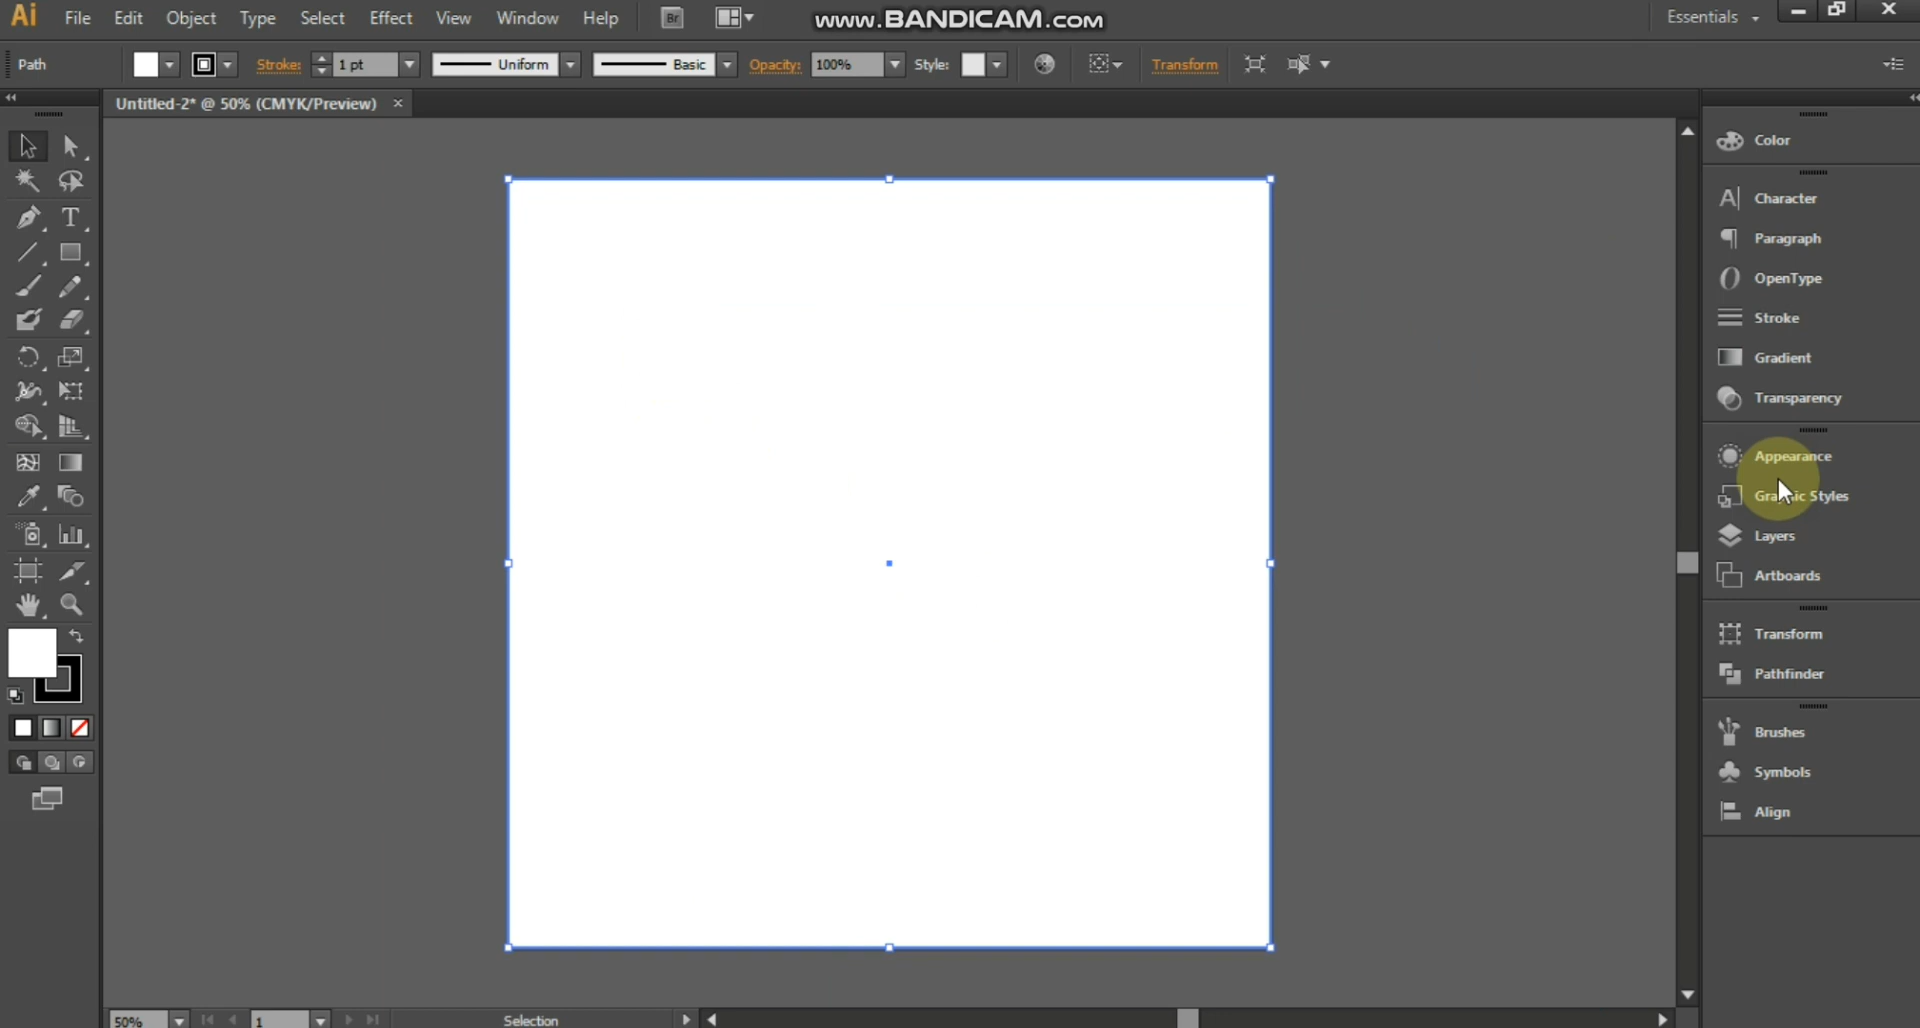 Ai File Edit Object Type Select Effect View Window Help Br www.BANDICAM.com Essentials
Path Stroke: 1 pt Uniform Basic Opacity: 100% Style: Transform
Untitled-2* @ 50% (CMYK/Preview) ×
Color
Character
Paragraph
OpenType
Stroke
Gradient
Transparency
Appearance
Graphic Styles
Layers
Artboards
Transform
Pathfinder
Brushes
Symbols
Align
50% 1 Selection